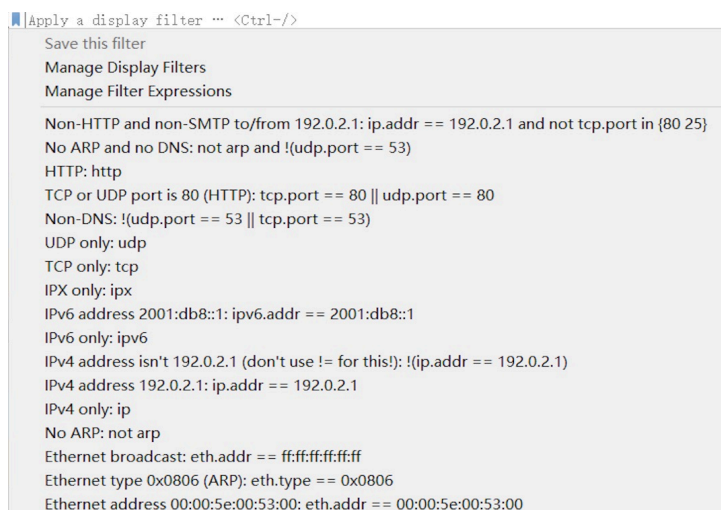 Apply a display filter … <Ctrl-/>
Save this filter
Manage Display Filters
Manage Filter Expressions
Non-HTTP and non-SMTP to/from 192.0.2.1: ip.addr == 192.0.2.1 and not tcp.port in {80 25}
No ARP and no DNS: not arp and !(udp.port == 53)
HTTP: http
TCP or UDP port is 80 (HTTP): tcp.port == 80 || udp.port == 80
Non-DNS: !(udp.port == 53 || tcp.port == 53)
UDP only: udp
TCP only: tcp
IPX only: ipx
IPv6 address 2001:db8::1: ipv6.addr == 2001:db8::1
IPv6 only: ipv6
IPv4 address isn't 192.0.2.1 (don't use != for this!): !(ip.addr == 192.0.2.1)
IPv4 address 192.0.2.1: ip.addr == 192.0.2.1
IPv4 only: ip
No ARP: not arp
Ethernet broadcast: eth.addr == ff:ff:ff:ff:ff:ff
Ethernet type 0x0806 (ARP): eth.type == 0x0806
Ethernet address 00:00:5e:00:53:00: eth.addr == 00:00:5e:00:53:00